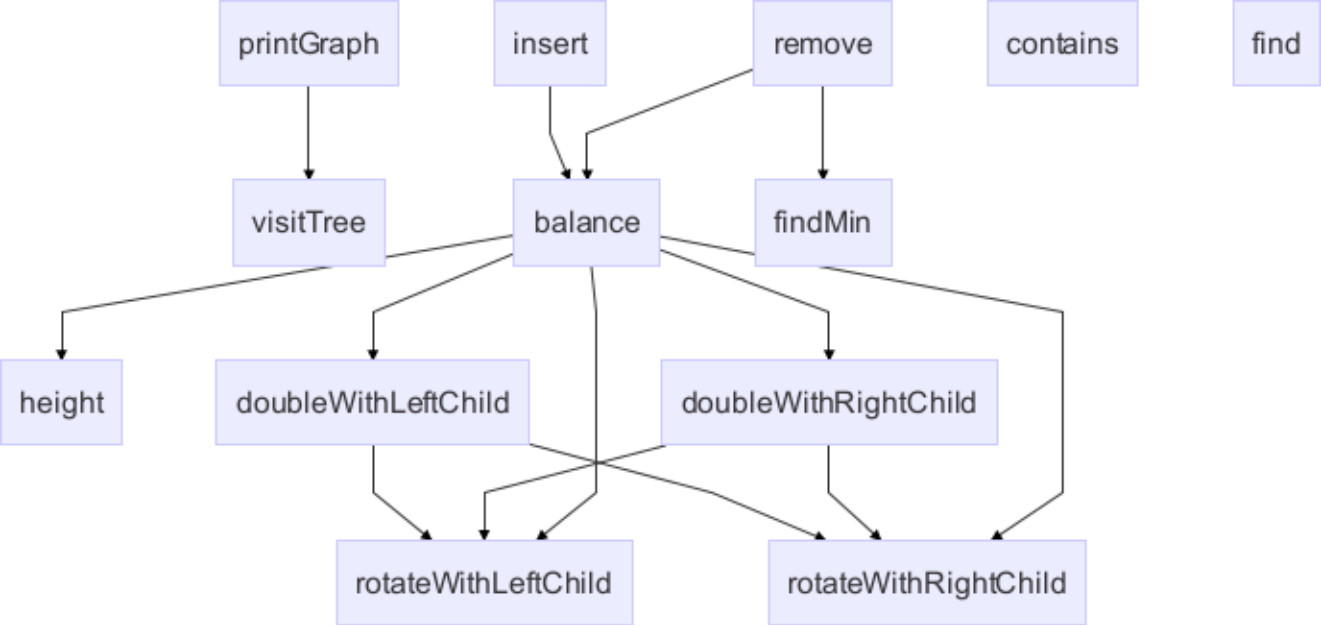 printGraph
insert
remove
contains
find
visitTree
balance
findMin
height
doubleWithLeftChild
doubleWithRightChild
rotateWithLeftChild
rotateWithRightChild